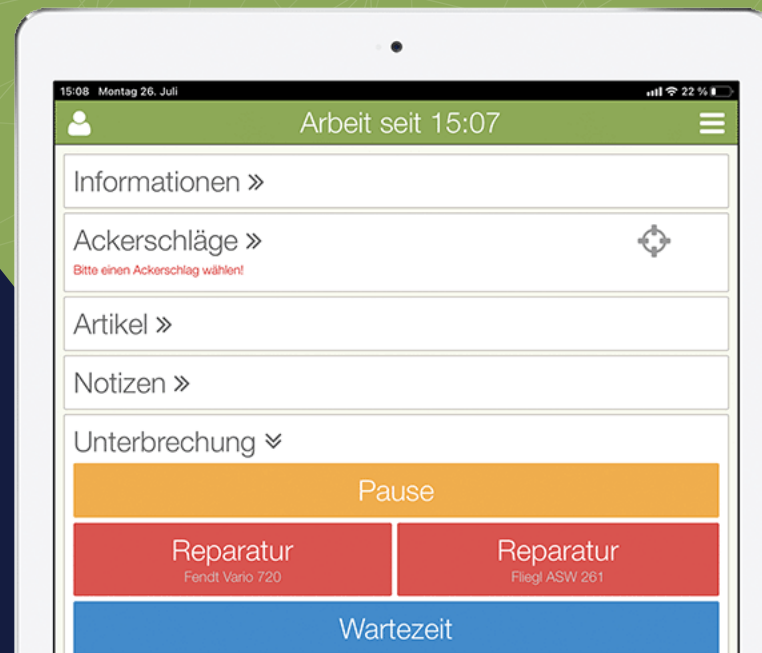 15:08 Montag 26. Juli 22 %
Arbeit seit 15:07
Informationen »
Ackerschläge »
Bitte einen Ackerschlag wählen!
Artikel »
Notizen »
Unterbrechung
Pause
Reparatur Reparatur
Fendt Vario 720 Fliegl ASW 261
Wartezeit